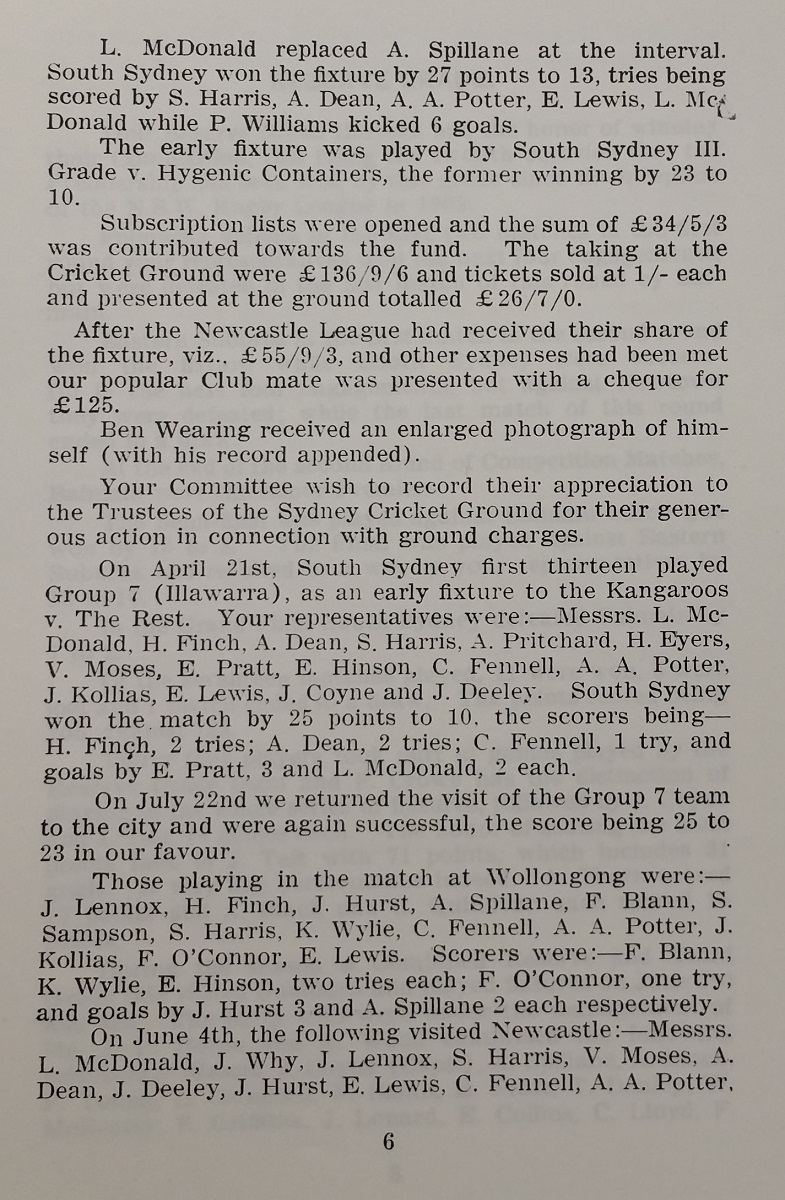 L. McDonald replaced A. Spillane at the interval.
South Sydney won the fixture by 27 points to 13, tries being
scored by S. Harris, A. Dean, A. A. Potter, E. Lewis, L. Mc-
Donald while P. Williams kicked 6 goals.
The early fixture was played by South Sydney III.
Grade v. Hygenic Containers, the former winning by 23 to
10.
Subscription lists were opened and the sum of £34/5/3
was contributed towards the fund. The taking at the
Cricket Ground were £136/9/6 and tickets sold at 1/- each
and presented at the ground totalled £26/7/0.
After the Newcastle League had received their share of
the fixture, viz.. £55/9/3, and other expenses had been met
our popular Club mate was presented with a cheque for
£125.
Ben Wearing received an enlarged photograph of him-
self (with his record appended).
Your Committee wish to record their appreciation to
the Trustees of the Sydney Cricket Ground for their gener-
ous action in connection with ground charges.
On April 21st, South Sydney first thirteen played
Group 7 (Illawarra), as an early fixture to the Kangaroos
v. The Rest. Your representatives were:—Messrs. L. Mc-
Donald, H. Finch, A. Dean, S. Harris, A. Pritchard, H. Eyers,
V. Moses, E. Pratt, E. Hinson, C. Fennell, A. A. Potter,
J. Kollias, E. Lewis, J. Coyne and J. Deeley. South Sydney
won the match by 25 points to 10, the scorers being—
H. Finch, 2 tries; A. Dean, 2 tries; C. Fennell, 1 try, and
goals by E. Pratt, 3 and L. McDonald, 2 each.
On July 22nd we returned the visit of the Group 7 team
to the city and were again successful, the score being 25 to
23 in our favour.
Those playing in the match at Wollongong were:—
J. Lennox, H. Finch, J. Hurst, A. Spillane, F. Blann, S.
Sampson, S. Harris, K. Wylie, C. Fennell, A. A. Potter, J.
Kollias, F. O'Connor, E. Lewis. Scorers were:—F. Blann,
K. Wylie, E. Hinson, two tries each; F. O'Connor, one try,
and goals by J. Hurst 3 and A. Spillane 2 each respectively.
On June 4th, the following visited Newcastle:—Messrs.
L. McDonald, J. Why, J. Lennox, S. Harris, V. Moses, A.
Dean, J. Deeley, J. Hurst, E. Lewis, C. Fennell, A. A. Potter,
6